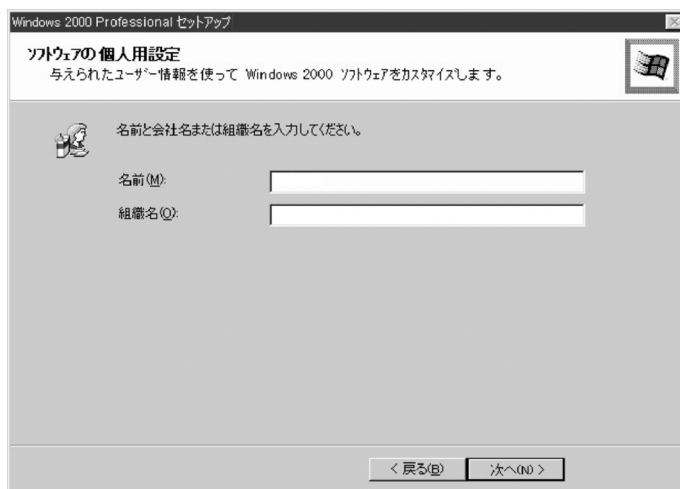 Windows 2000 Professional セットアップ
ソフトウェアの個人用設定
与えられたユーザー情報を使って Windows 2000 ソフトウェアをカスタマイズします。
名前と会社名または組織名を入力してください。
名前(M):
組織名(O):
< 戻る(B)
次へ(N) >